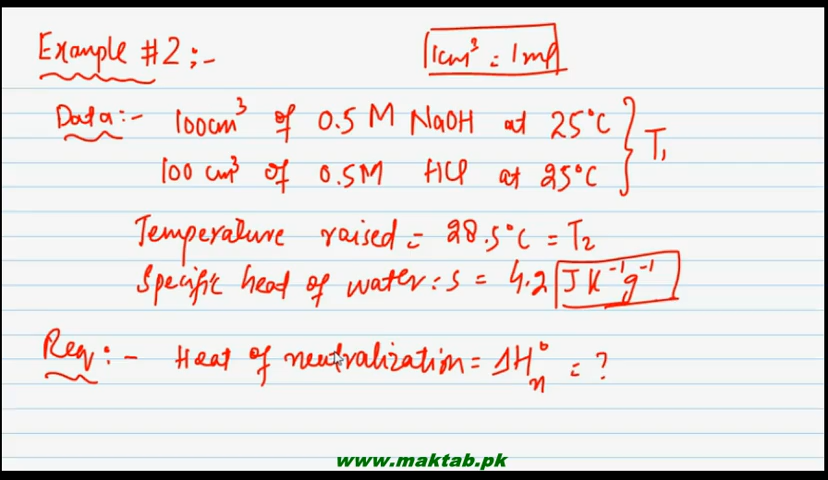 Example #2 :-
1cm³ = 1ml
Data :- 100cm³ of 0.5 M NaOH at 25°C
100 cm³ of 0.5M HCl at 25°C
T₁
Temperature raised = 28.5°C = T₂
Specific heat of water : S = 4.2 J K⁻¹ g⁻¹
Req :- Heat of neutralization = ΔH°n = ?
www.maktab.pk